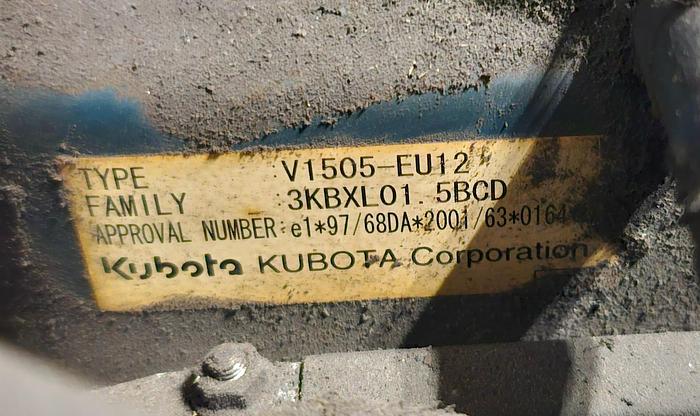 TYPE V1505-EU12
FAMILY 3KBXL01.5BCD
APPROVAL NUMBER:e1*97/68DA*2001/63*0164
Kubota KUBOTA Corporation